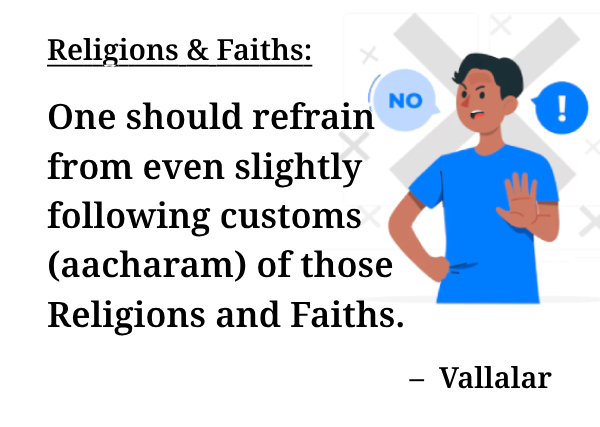 Religions & Faiths:
NO
!
One should refrain
from even slightly
following customs
(aacharam) of those
Religions and Faiths.
– Vallalar